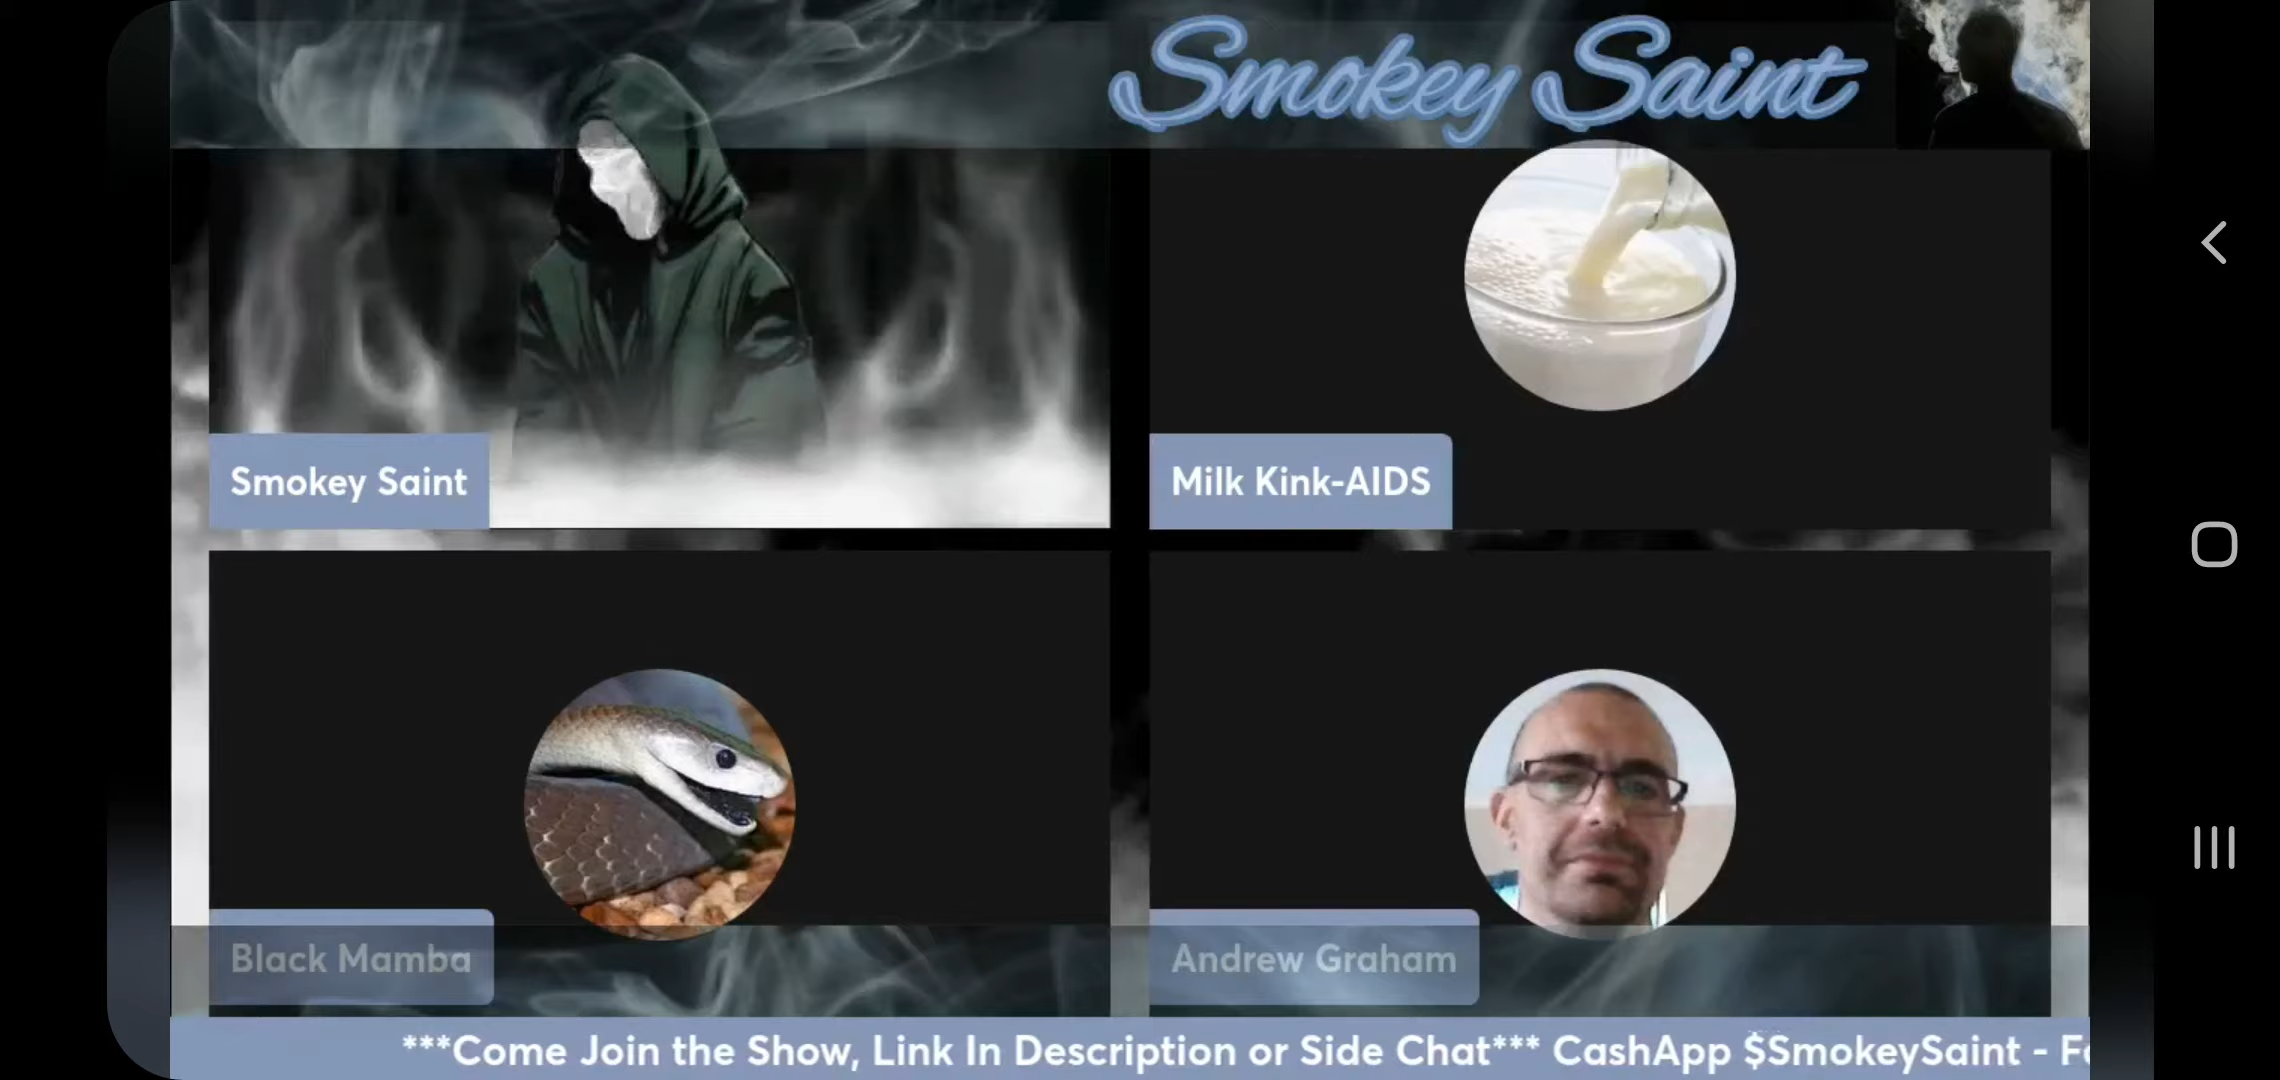 Smokey Saint
Smokey Saint
Milk Kink-AIDS
Black Mamba
Andrew Graham
***Come Join the Show, Link In Description or Side Chat*** CashApp $SmokeySaint - F